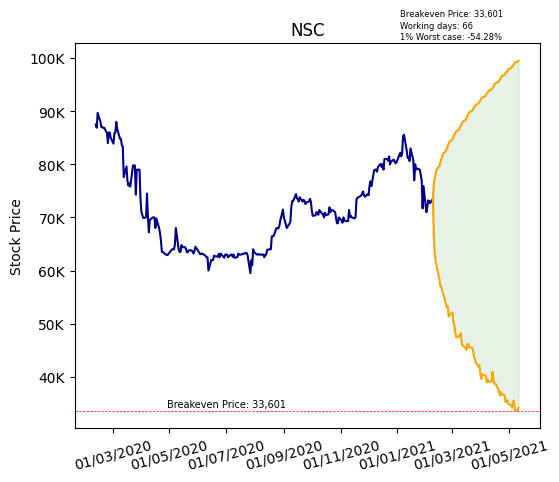 Breakeven Price: 33,601
Working days: 66
1% Worst case: -54.28%
NSC
100K
90K
80K
70K
60K
50K
40K
Stock Price
Breakeven Price: 33,601
01/03/2020 01/05/2020 01/07/2020 01/09/2020 01/11/2020 01/01/2021 01/03/2021 01/05/2021